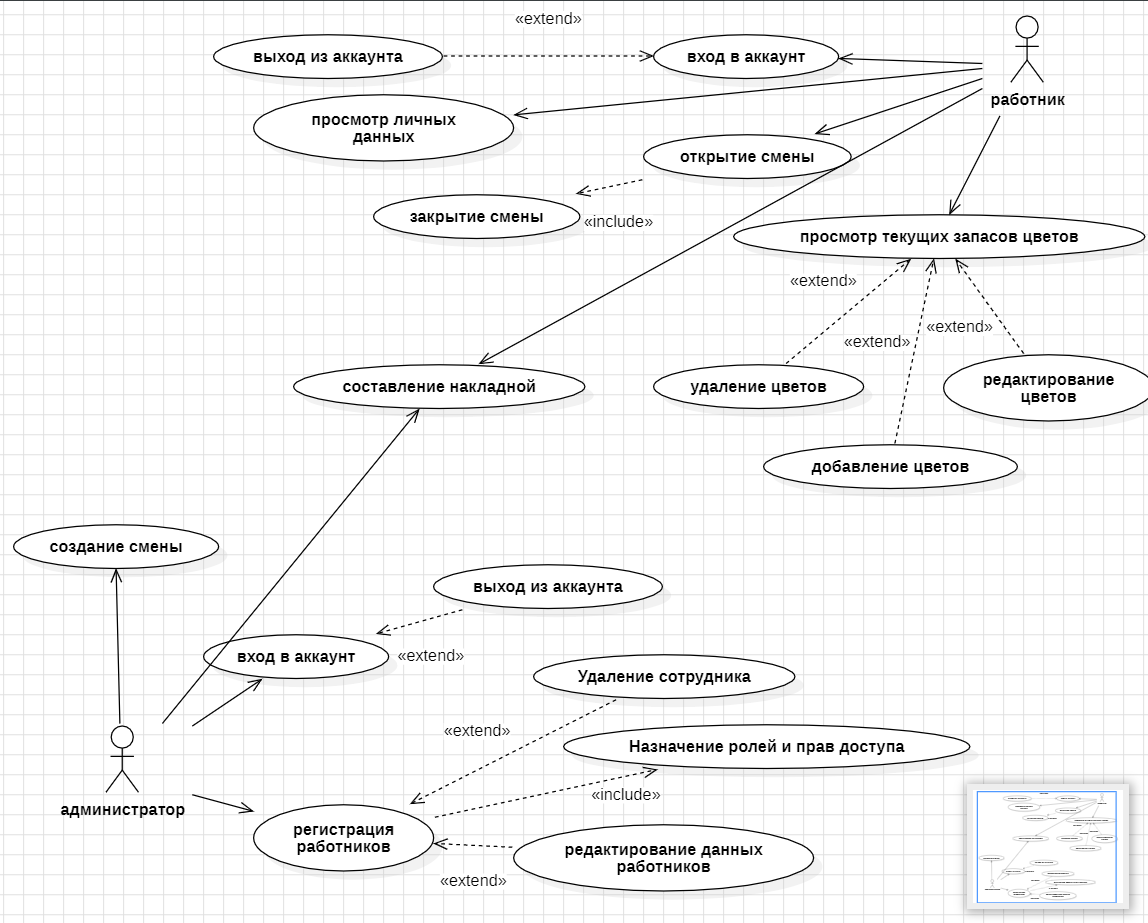 «extend»
выход из аккаунта
вход в аккаунт
работник
просмотр личных
данных
открытие смены
закрытие смены
«include»
просмотр текущих запасов цветов
«extend»
«extend»
«extend»
составление накладной
удаление цветов
редактирование
цветов
добавление цветов
создание смены
выход из аккаунта
вход в аккаунт
«extend»
Удаление сотрудника
«extend»
Назначение ролей и прав доступа
«include»
администратор
регистрация
работников
редактирование данных
работников
«extend»